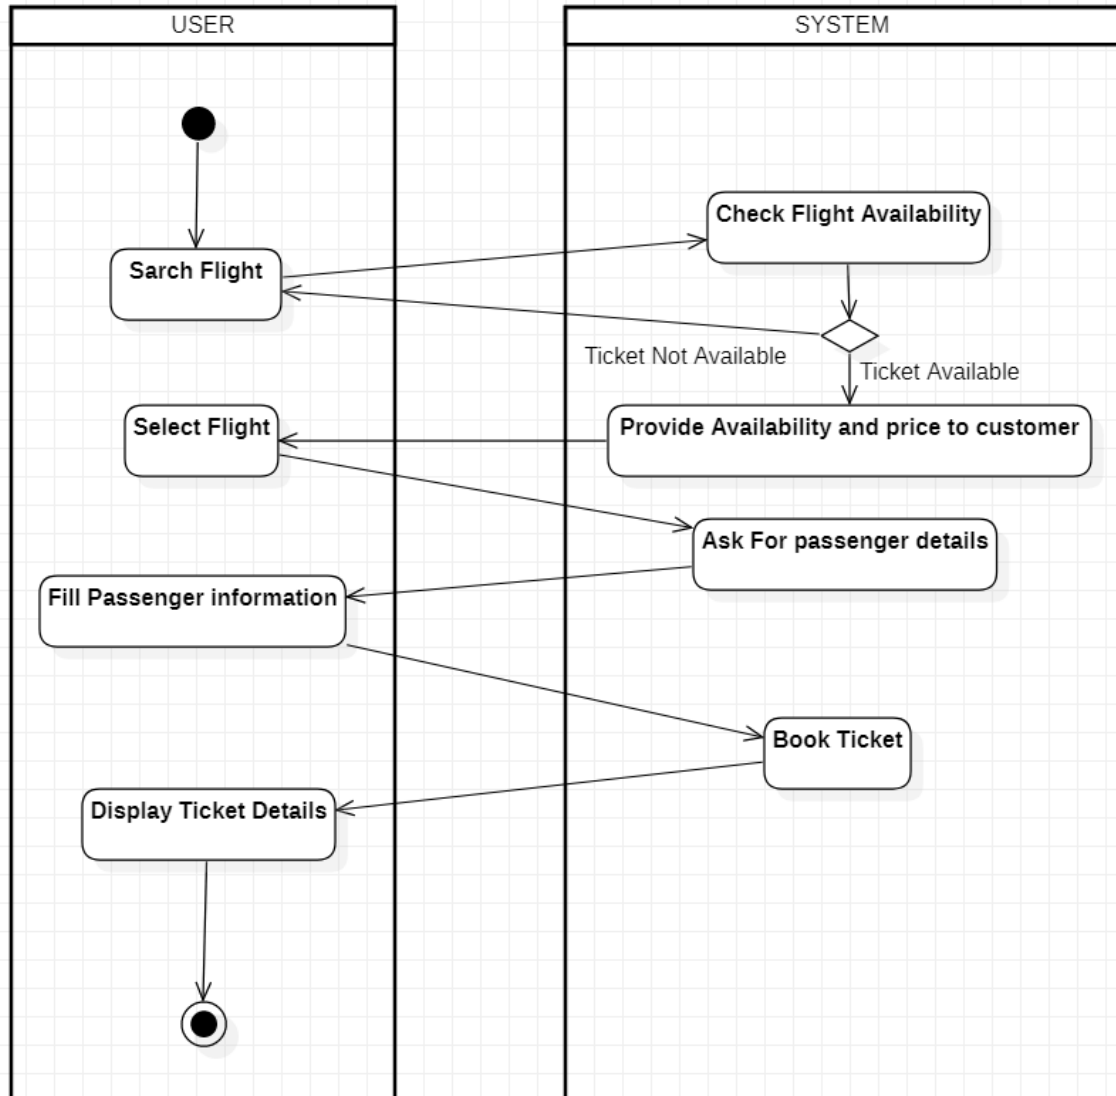 USER
SYSTEM
Check Flight Availability
Sarch Flight
Ticket Not Available
Ticket Available
Select Flight
Provide Availability and price to customer
Ask For passenger details
Fill Passenger information
Book Ticket
Display Ticket Details